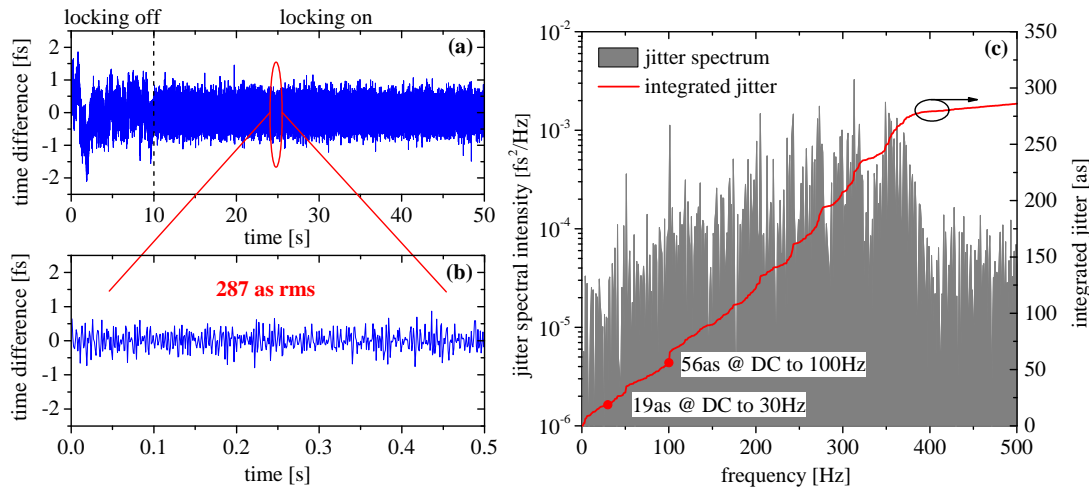 locking off
locking on
(a)
time difference [fs]
2
1
0
-1
-2
0
10
20
30
40
50
time [s]
(b)
287 as rms
time difference [fs]
2
1
0
-1
-2
0.0
0.1
0.2
0.3
0.4
0.5
time [s]
(c)
jitter spectrum
integrated jitter
jitter spectral intensity [fs²/Hz]
10⁻²
10⁻³
10⁻⁴
10⁻⁵
10⁻⁶
56as @ DC to 100Hz
19as @ DC to 30Hz
0
100
200
300
400
500
frequency [Hz]
350
300
250
200
150
100
50
0
integrated jitter [as]